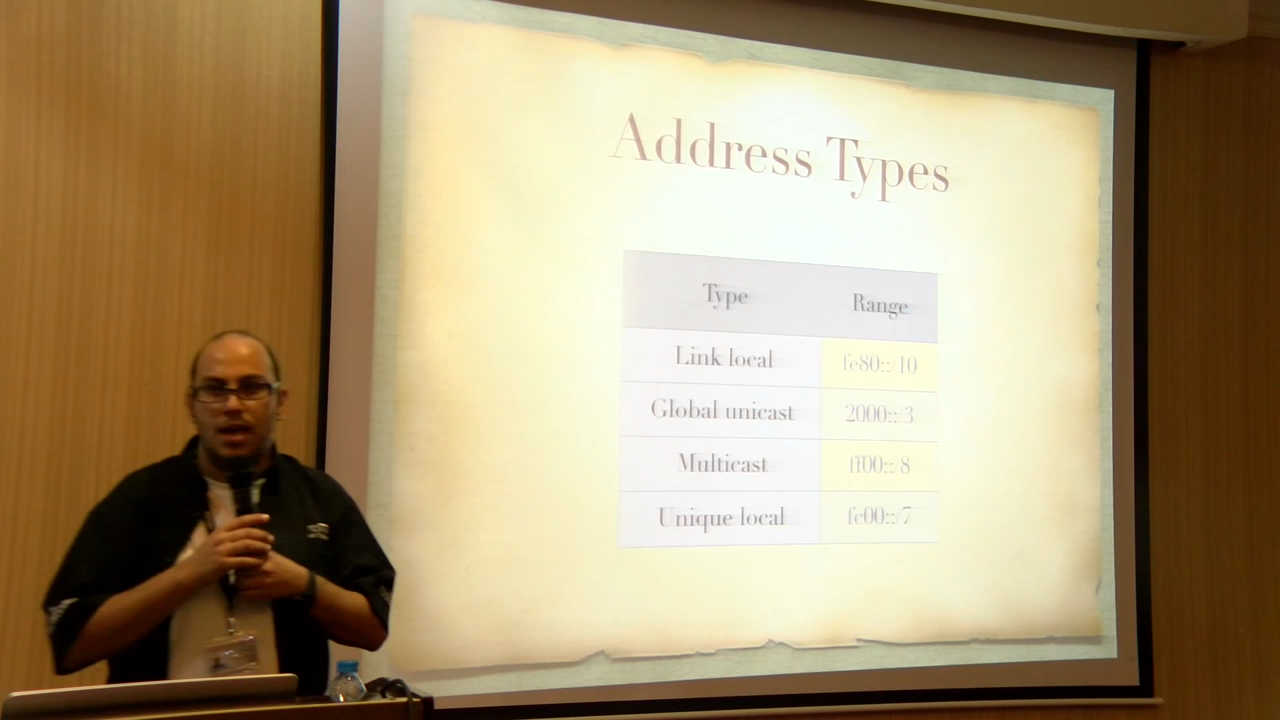 Address Types
Type Range
Link local fe80::/10
Global unicast 2000::/3
Multicast ff00::/8
Unique local fc00::/7